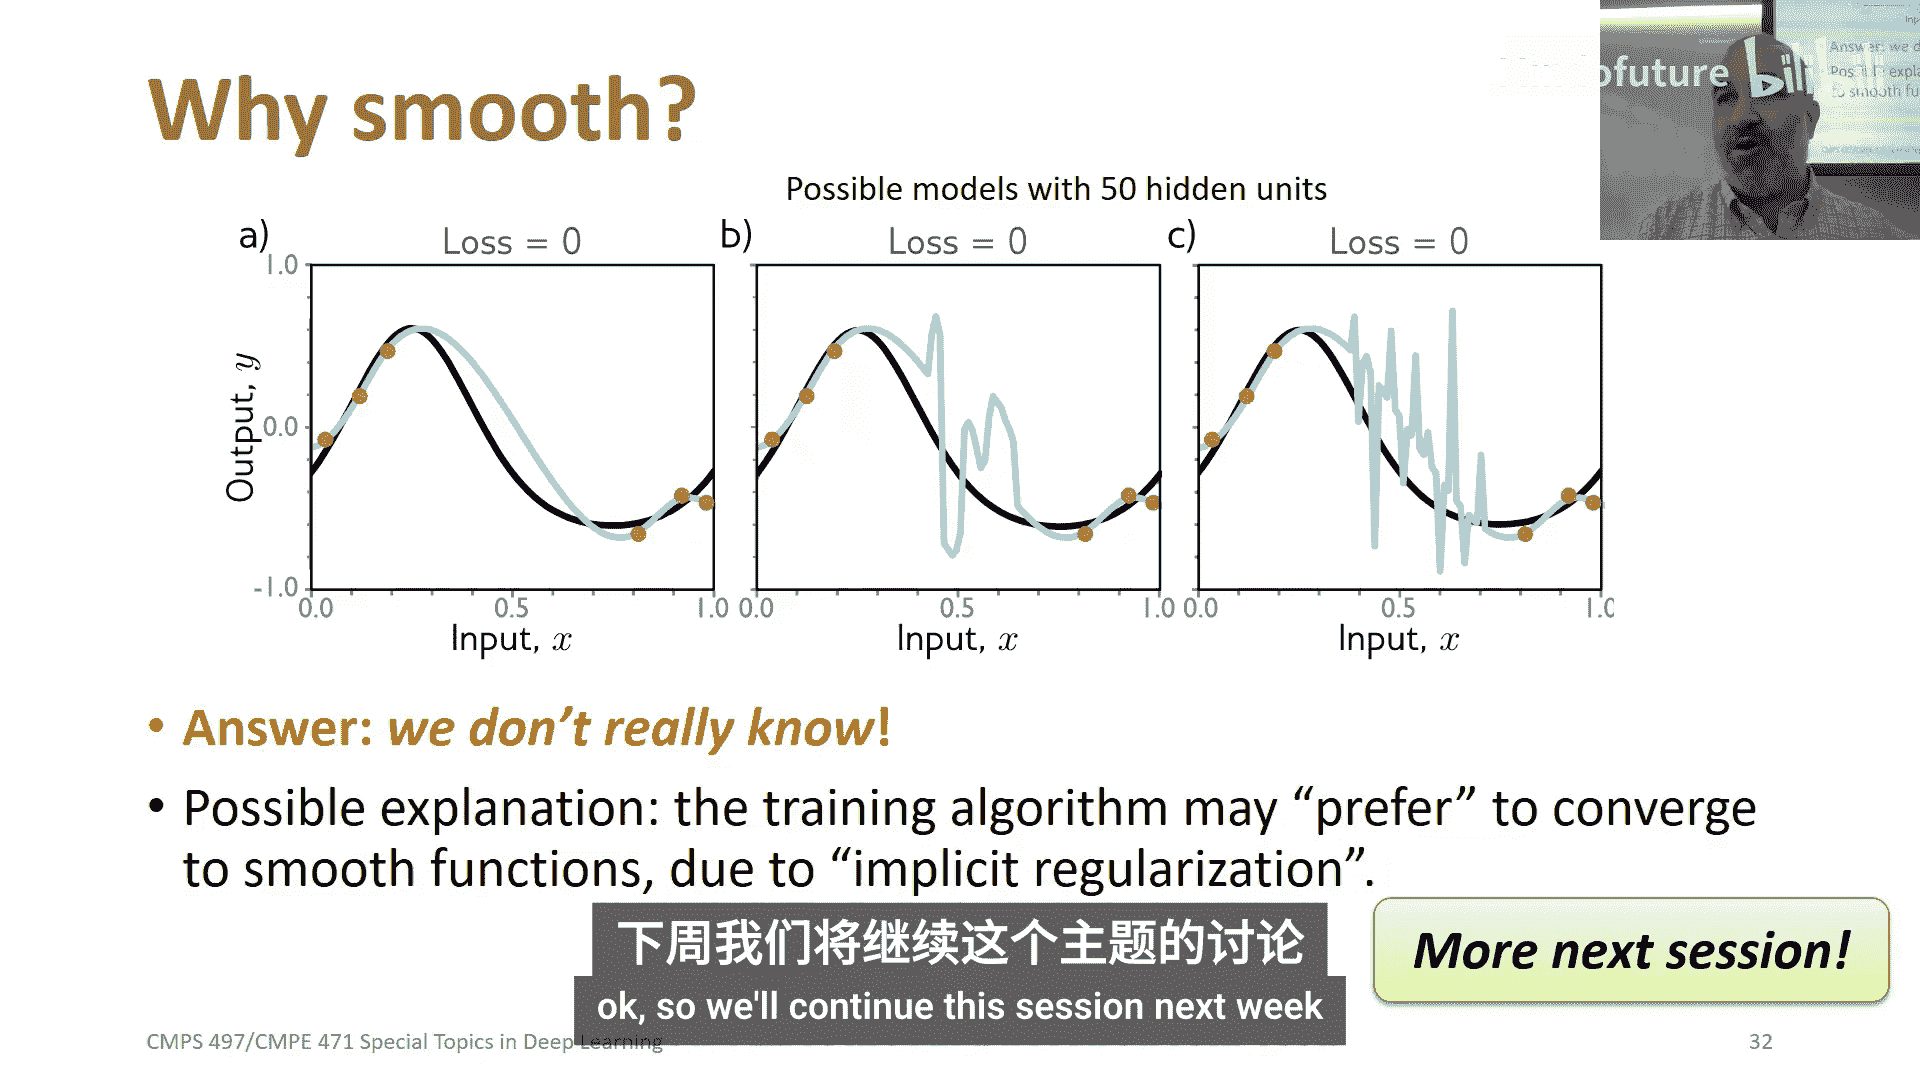 Why smooth?
ofuture bili
Possible models with 50 hidden units
a) Loss = 0
b) Loss = 0
c) Loss = 0
Output, y
1.0
0.0
-1.0
0.0 0.5 1.0
0.0 0.5 1.0
0.0 0.5 1.0
Input, x
Input, x
Input, x
• Answer: we don’t really know!
• Possible explanation: the training algorithm may “prefer” to converge
to smooth functions, due to “implicit regularization”.
More next session!
下周我们将继续这个主题的讨论
ok, so we'll continue this session next week
CMPS 497/CMPE 471 Special Topics in Deep Learning
32